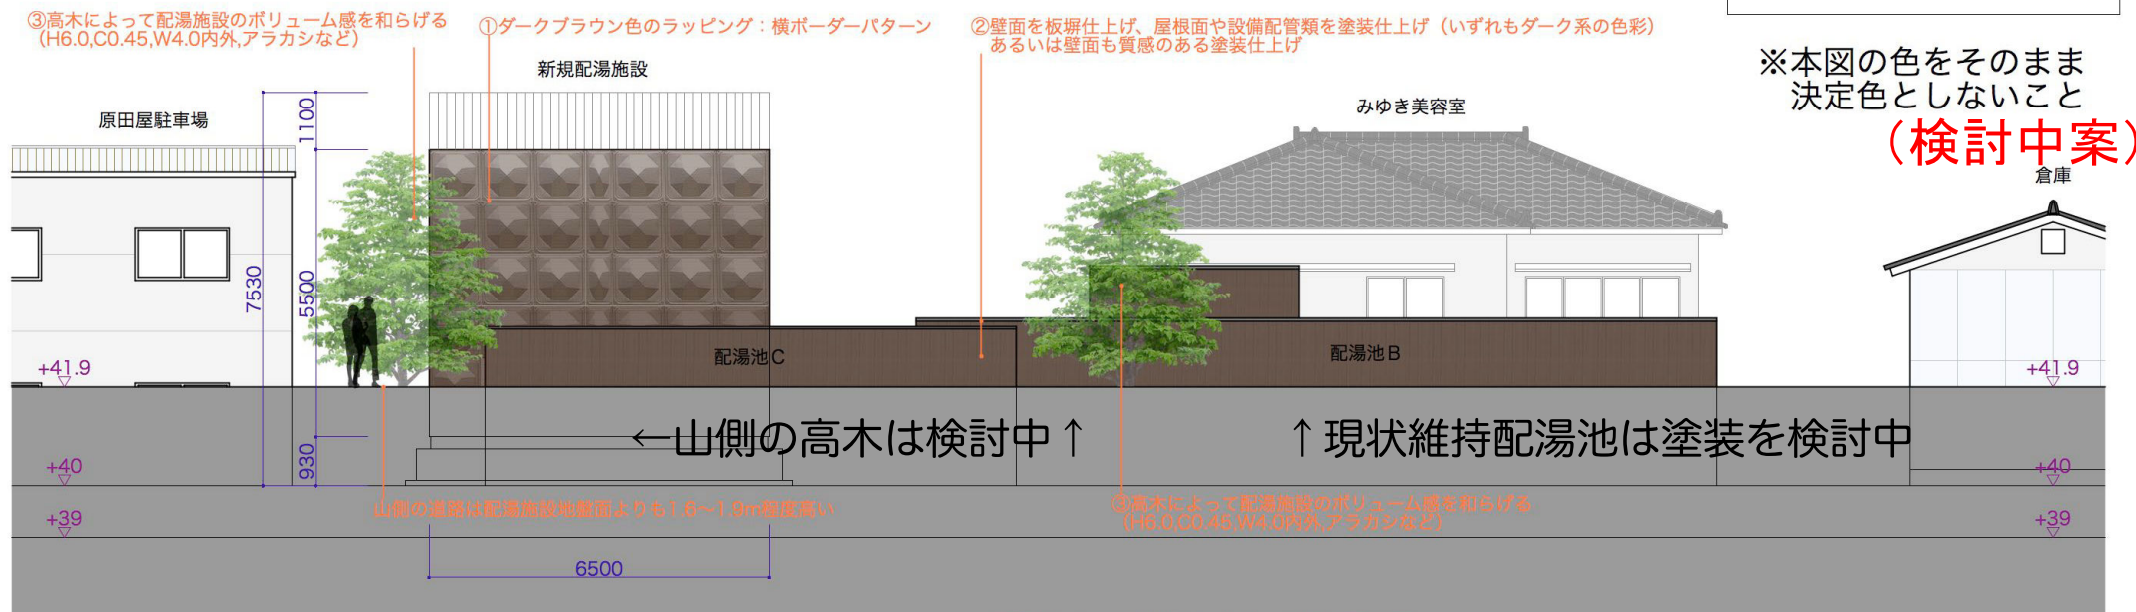 ③高木によって配湯施設のボリューム感を和らげる
(H6.0,C0.45,W4.0内外,アラカシなど)
①ダークブラウン色のラッピング：横ボーダーパターン
②壁面を板塀仕上げ、屋根面や設備配管類を塗装仕上げ（いずれもダーク系の色彩）
あるいは壁面も質感のある塗装仕上げ
※本図の色をそのまま
決定色としないこと
（検討中案）
新規配湯施設
原田屋駐車場
みゆき美容室
倉庫
1100
7530
5500
930
配湯池C
配湯池B
+41.9
+41.9
←山側の高木は検討中↑
↑現状維持配湯池は塗装を検討中
+40
+40
山側の道路は配湯施設地盤面よりも1.6〜1.9m程度高い
③高木によって配湯施設のボリューム感を和らげる
(H6.0,C0.45,W4.0内外,アラカシなど)
+39
+39
6500